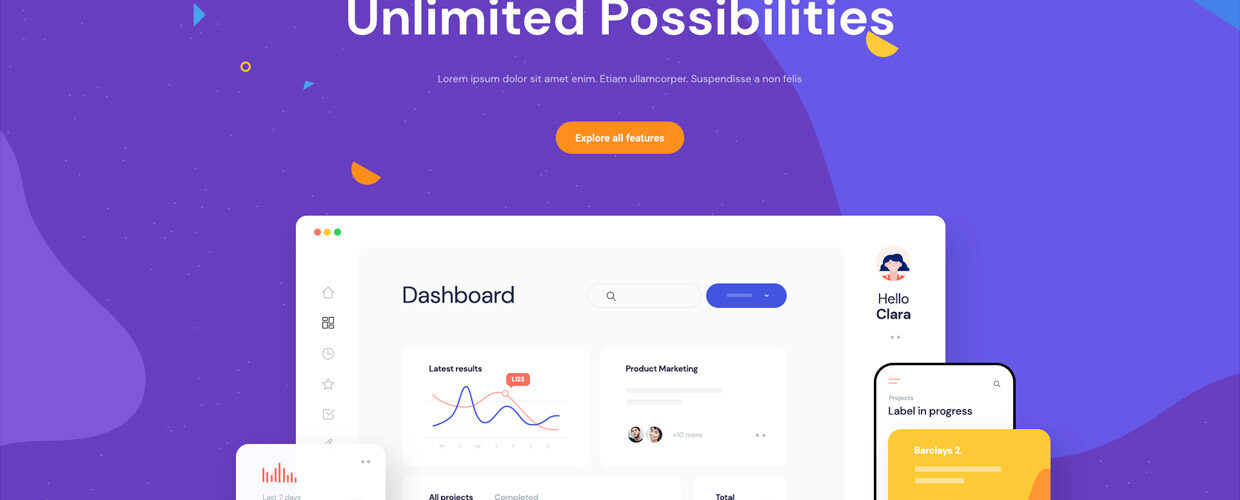 Unlimited Possibilities
Lorem ipsum dolor sit amet enim. Etiam ullamcorper. Suspendisse a non felis
Explore all features
Dashboard
Hello
Clara
Latest results
1,123
M T W T F S S
Product Marketing
+10 more
Projects
Label in progress
Barclays 2.
Last 7 days
All projects Completed
Total